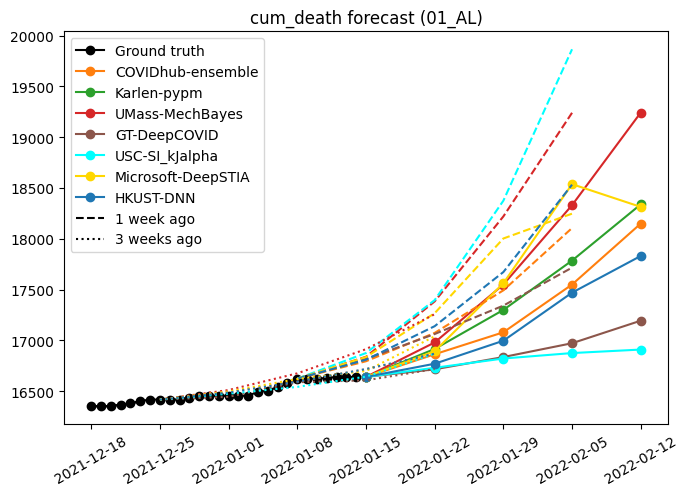 cum_death forecast (01_AL)
20000
19500
19000
18500
18000
17500
17000
16500
Ground truth
COVIDhub-ensemble
Karlen-pypm
UMass-MechBayes
GT-DeepCOVID
USC-SI_kJalpha
Microsoft-DeepSTIA
HKUST-DNN
1 week ago
3 weeks ago
2021-12-18
2021-12-25
2022-01-01
2022-01-08
2022-01-15
2022-01-22
2022-01-29
2022-02-05
2022-02-12